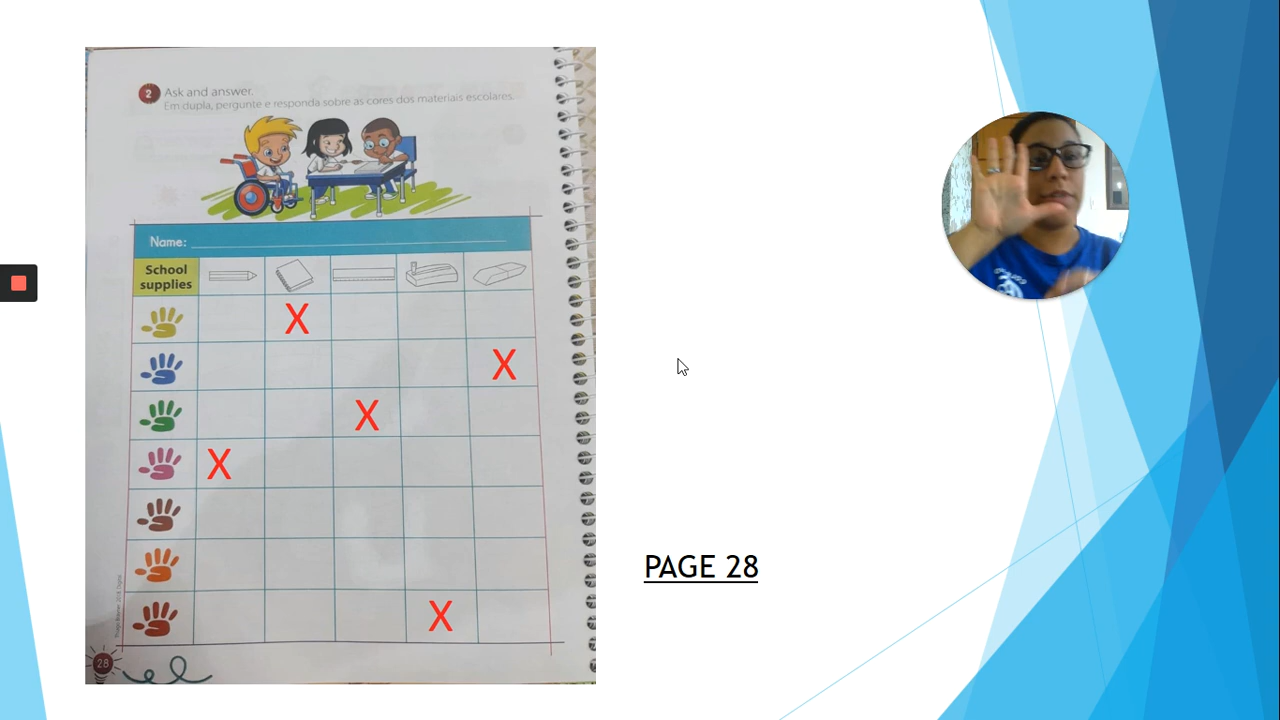 2 Ask and answer.
Em dupla, pergunte e responda sobre as cores dos materiais escolares.
Name:
School
supplies
X
X
X
X
X
28
PAGE 28